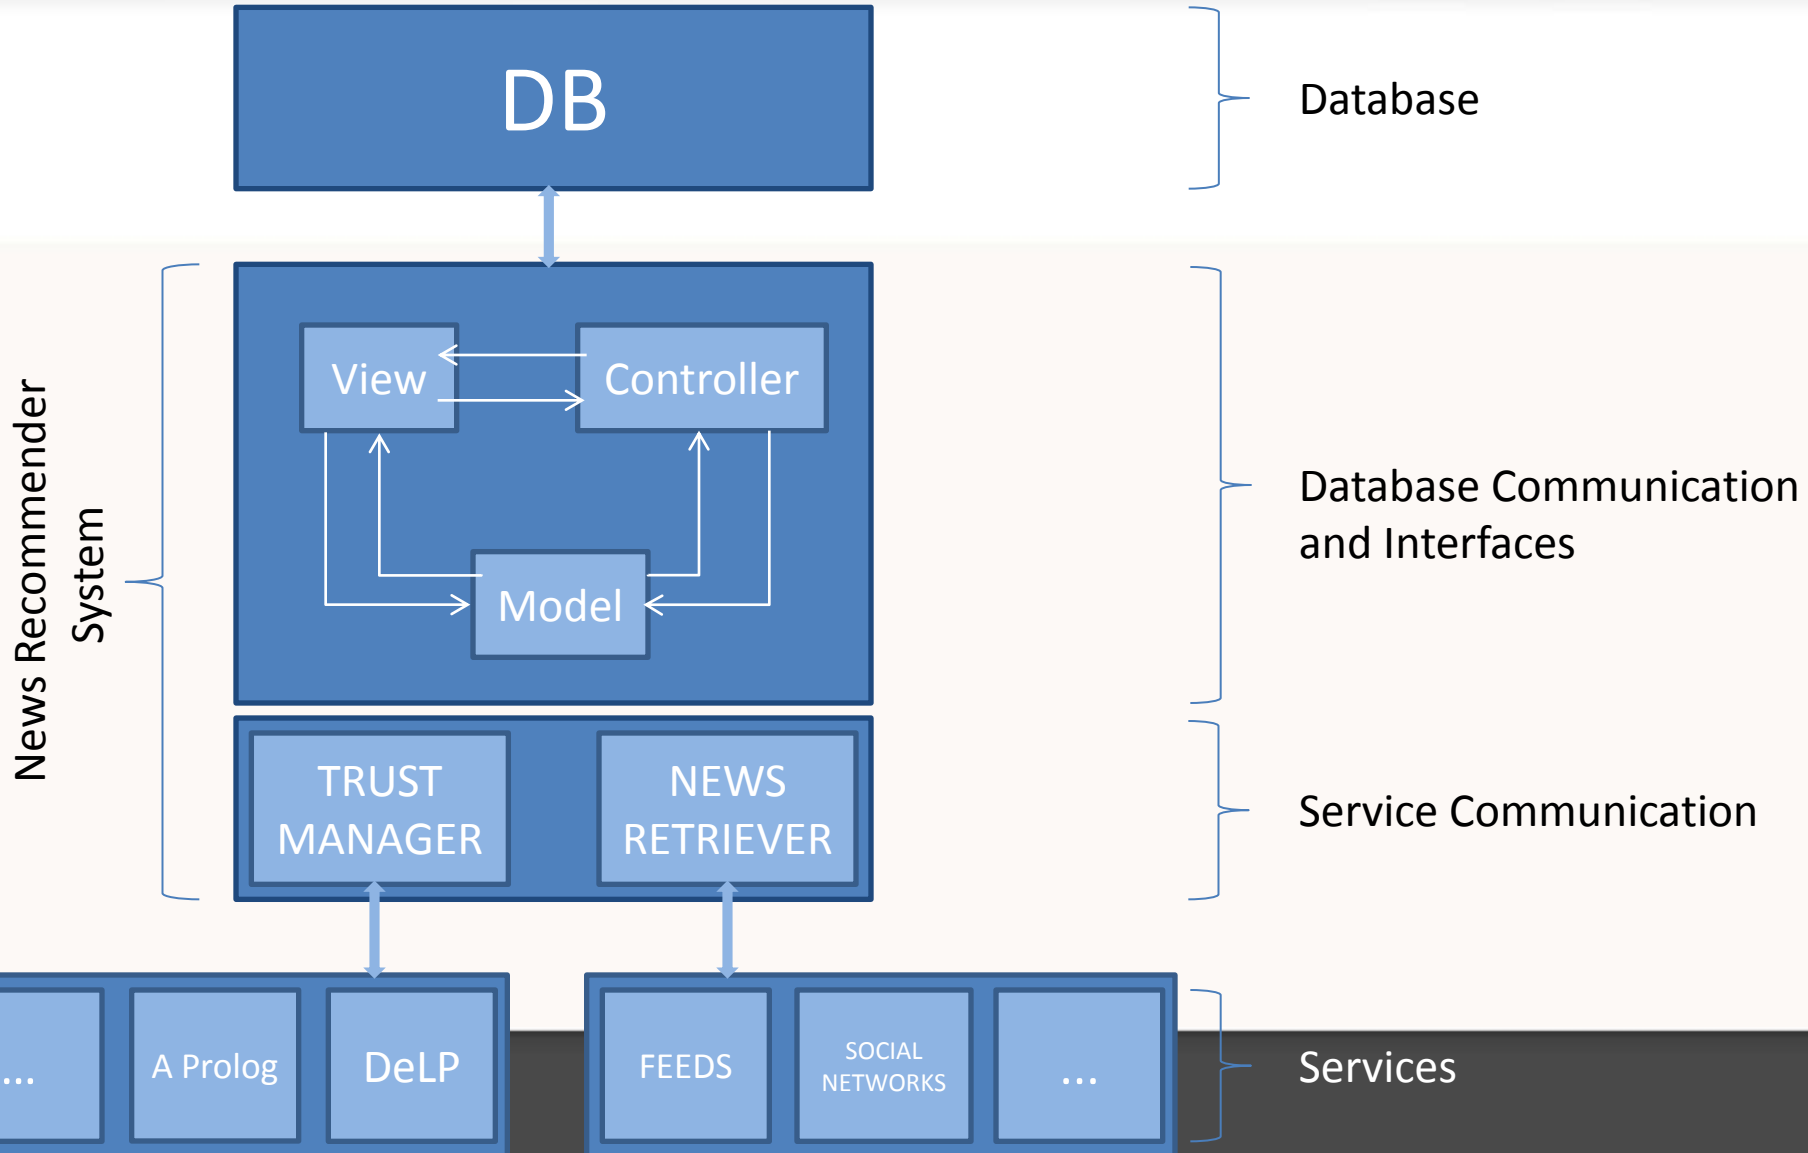 DB
Database
News Recommender
System
View
Controller
Model
Database Communication
and Interfaces
TRUST
MANAGER
NEWS
RETRIEVER
Service Communication
...
A Prolog
DeLP
FEEDS
SOCIAL
NETWORKS
...
Services